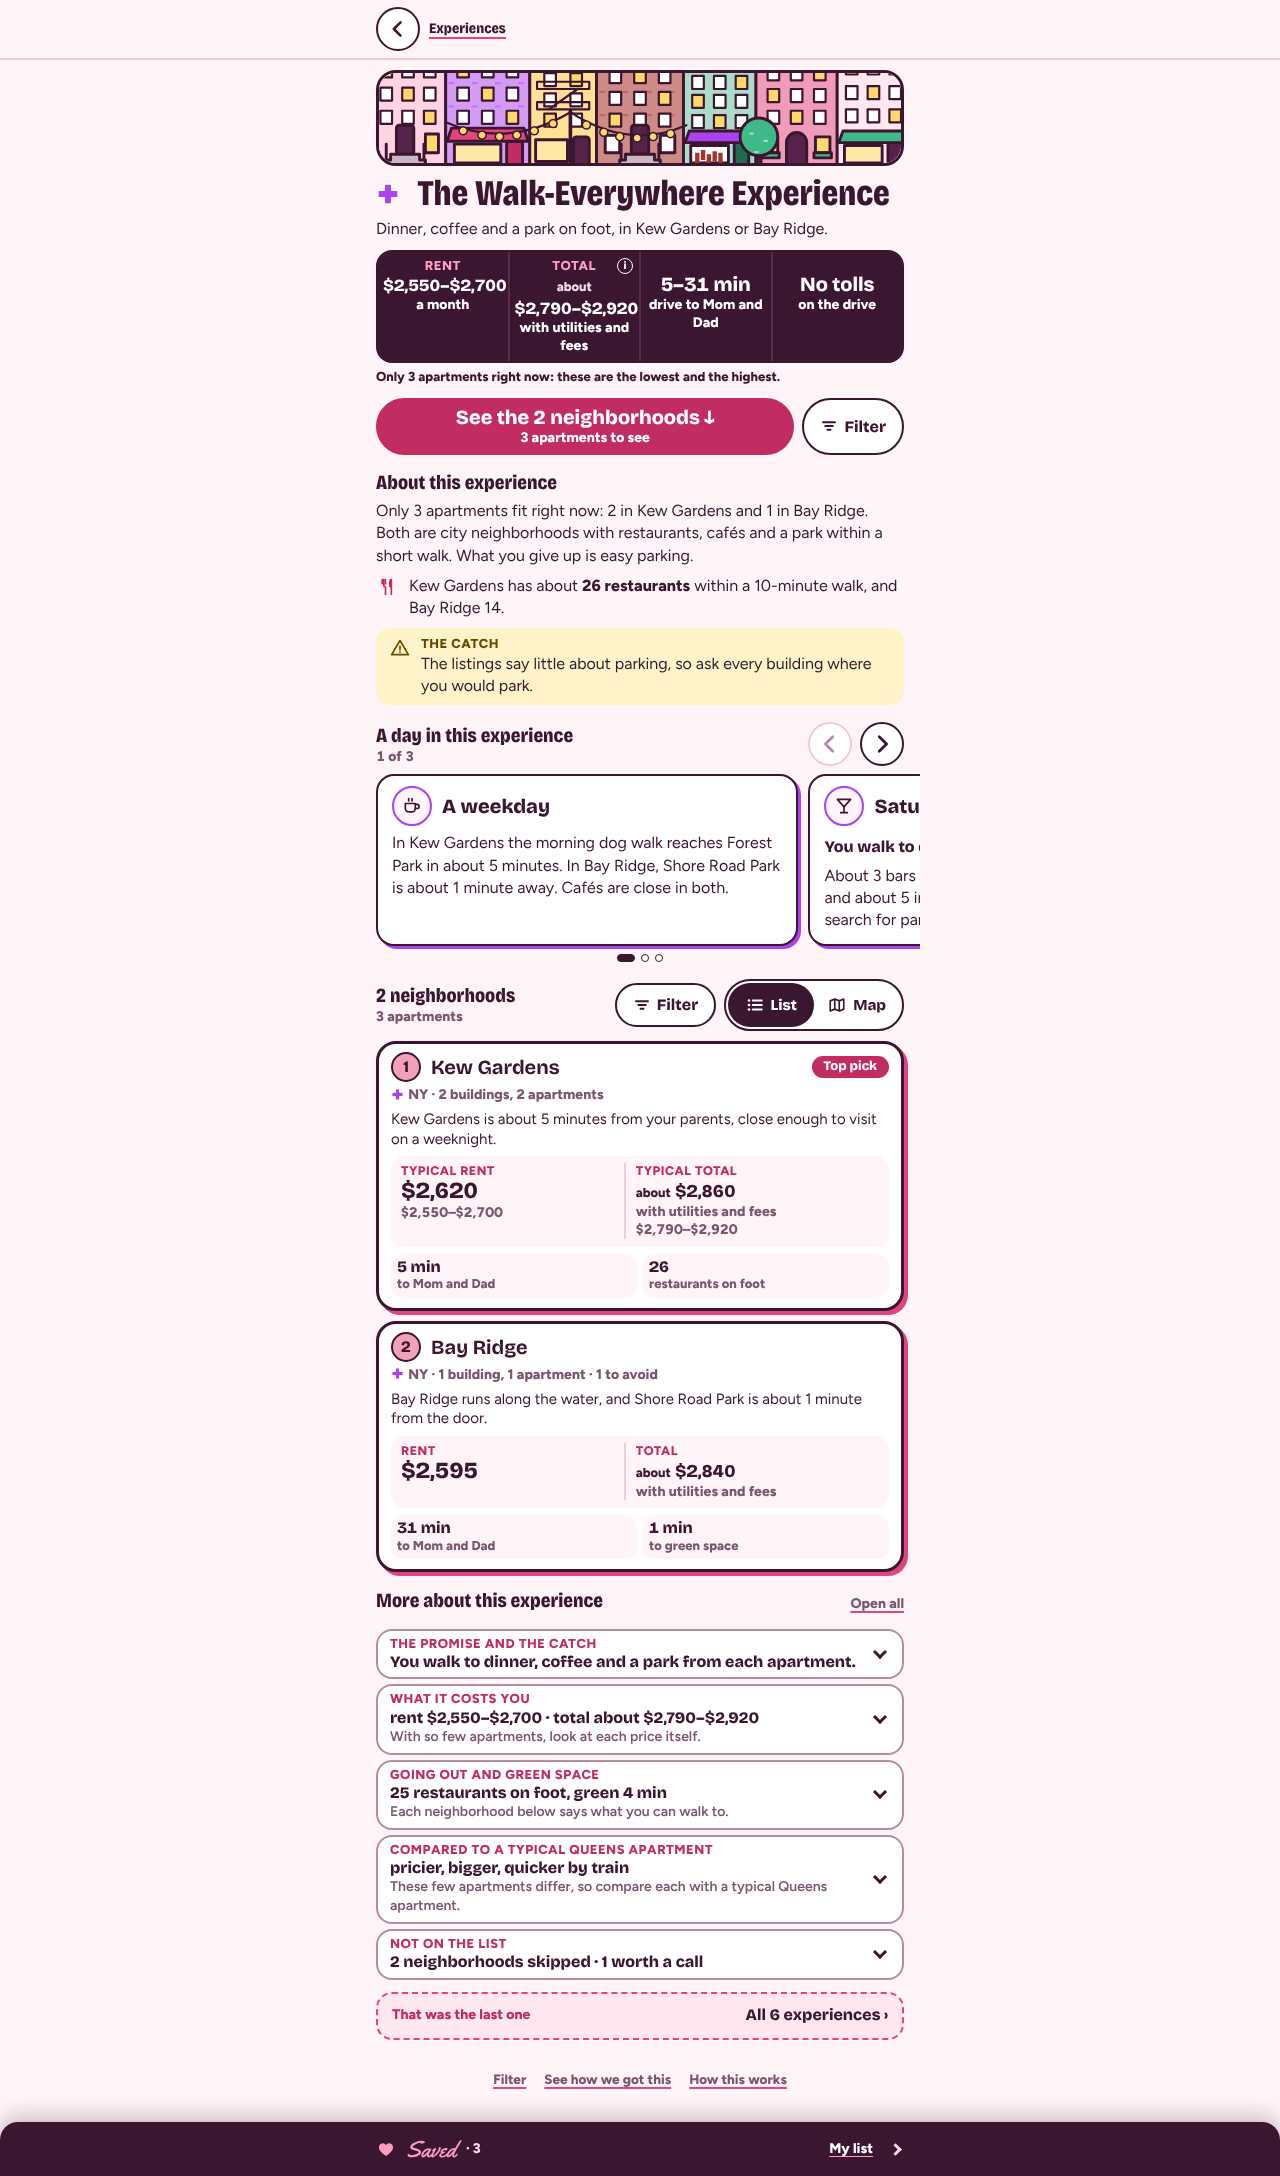 Experiences
The Walk-Everywhere Experience
Dinner, coffee and a park on foot, in Kew Gardens or Bay Ridge.
RENT
$2,550–$2,700
a month
TOTAL
about
$2,790–$2,920
with utilities and
fees
5–31 min
drive to Mom and
Dad
No tolls
on the drive
Only 3 apartments right now: these are the lowest and the highest.
See the 2 neighborhoods ↓
3 apartments to see
Filter
About this experience
Only 3 apartments fit right now: 2 in Kew Gardens and 1 in Bay Ridge.
Both are city neighborhoods with restaurants, cafés and a park within a
short walk. What you give up is easy parking.
Kew Gardens has about 26 restaurants within a 10-minute walk, and
Bay Ridge 14.
THE CATCH
The listings say little about parking, so ask every building where
you would park.
A day in this experience
1 of 3
A weekday
In Kew Gardens the morning dog walk reaches Forest
Park in about 5 minutes. In Bay Ridge, Shore Road Park
is about 1 minute away. Cafés are close in both.
Satu
You walk to
About 3 bars
and about 5 i
search for pa
2 neighborhoods
3 apartments
Filter
List
Map
1 Kew Gardens
Top pick
NY · 2 buildings, 2 apartments
Kew Gardens is about 5 minutes from your parents, close enough to visit
on a weeknight.
TYPICAL RENT
$2,620
$2,550–$2,700
TYPICAL TOTAL
about $2,860
with utilities and fees
$2,790–$2,920
5 min
to Mom and Dad
26
restaurants on foot
2 Bay Ridge
NY · 1 building, 1 apartment · 1 to avoid
Bay Ridge runs along the water, and Shore Road Park is about 1 minute
from the door.
RENT
$2,595
TOTAL
about $2,840
with utilities and fees
31 min
to Mom and Dad
1 min
to green space
More about this experience
Open all
THE PROMISE AND THE CATCH
You walk to dinner, coffee and a park from each apartment.
WHAT IT COSTS YOU
rent $2,550–$2,700 · total about $2,790–$2,920
With so few apartments, look at each price itself.
GOING OUT AND GREEN SPACE
25 restaurants on foot, green 4 min
Each neighborhood below says what you can walk to.
COMPARED TO A TYPICAL QUEENS APARTMENT
pricier, bigger, quicker by train
These few apartments differ, so compare each with a typical Queens
apartment.
NOT ON THE LIST
2 neighborhoods skipped · 1 worth a call
That was the last one
All 6 experiences ›
Filter
See how we got this
How this works
Saved · 3
My list